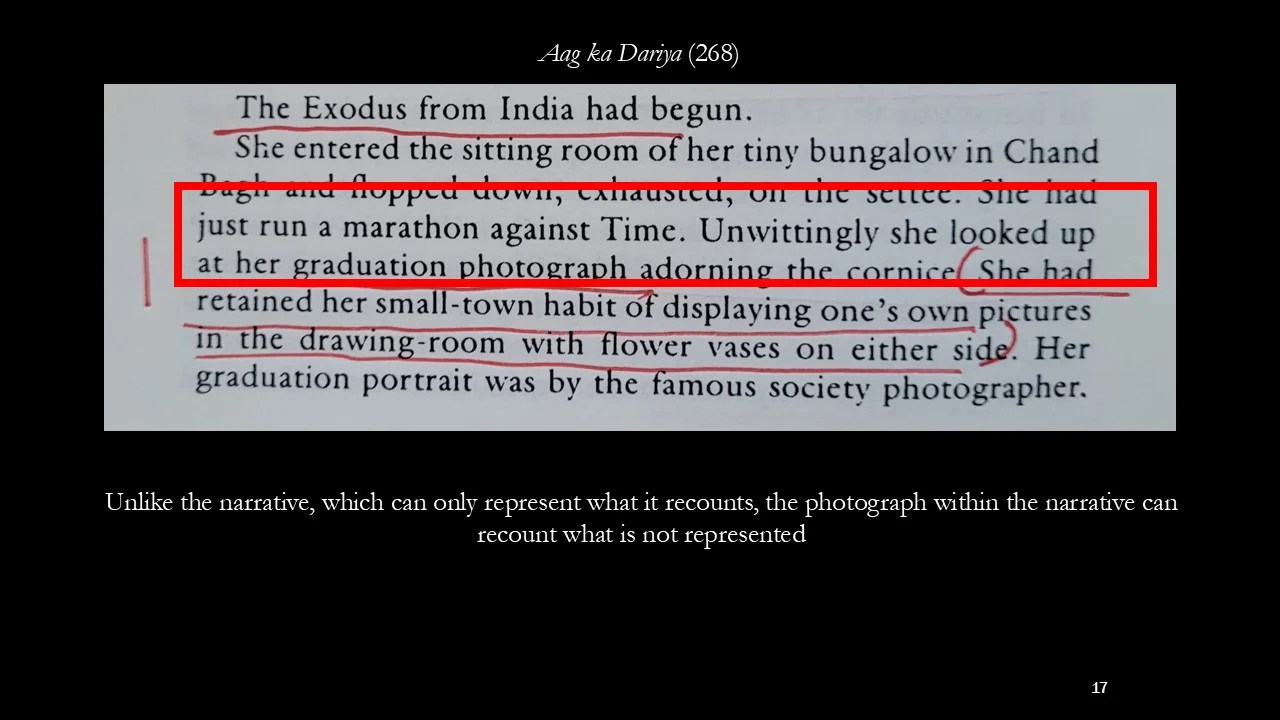 Aag ka Dariya (268)
The Exodus from India had begun.
She entered the sitting room of her tiny bungalow in Chand
Bagh and flopped down, exhausted, on the settee. She had
just run a marathon against Time. Unwittingly she looked up
at her graduation photograph adorning the cornice. (She had
retained her small-town habit of displaying one's own pictures
in the drawing-room with flower vases on either side). Her
graduation portrait was by the famous society photographer.
Unlike the narrative, which can only represent what it recounts, the photograph within the narrative can
recount what is not represented
17